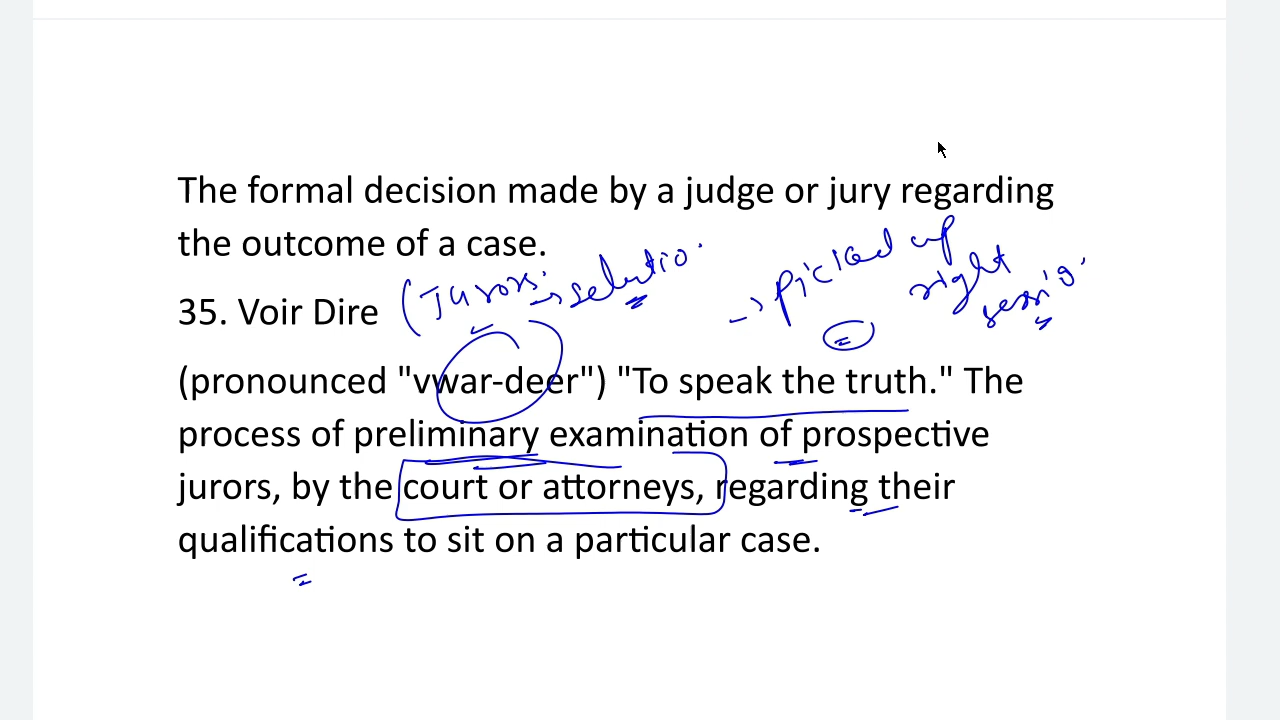 The formal decision made by a judge or jury regarding
the outcome of a case.
35. Voir Dire (Jurors selection → picked up right
(pronounced "vwar-deer") "To speak the truth." The
process of preliminary examination of prospective
jurors, by the court or attorneys, regarding their
qualifications to sit on a particular case.